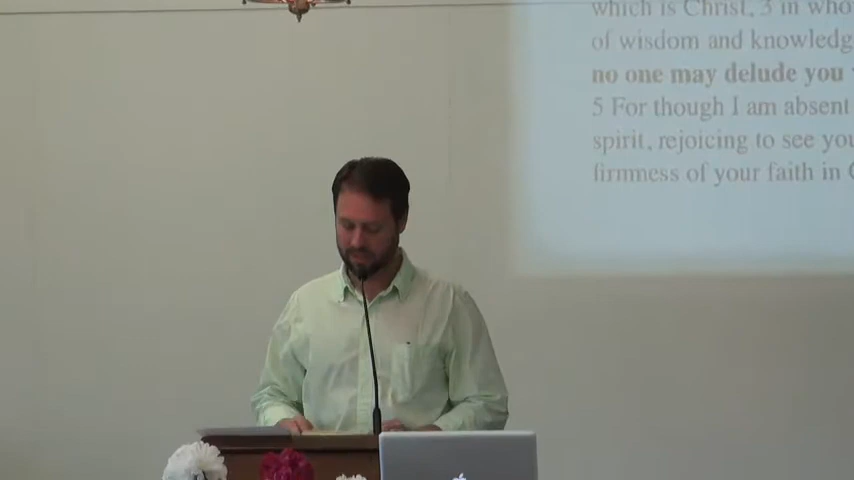 which is Christ, 3 in who
of wisdom and knowledg
no one may delude you
5 For though I am absent
spirit, rejoicing to see you
firmness of your faith in